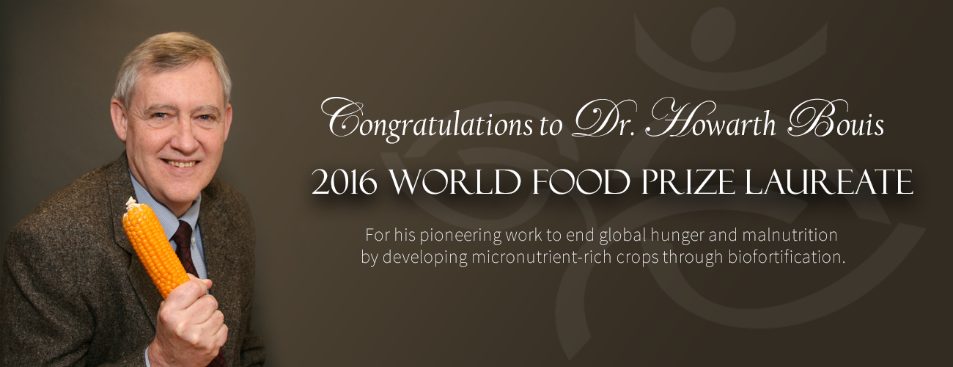 Congratulations to Dr. Howarth Bouis
2016 WORLD FOOD PRIZE LAUREATE
For his pioneering work to end global hunger and malnutrition
by developing micronutrient-rich crops through biofortification.